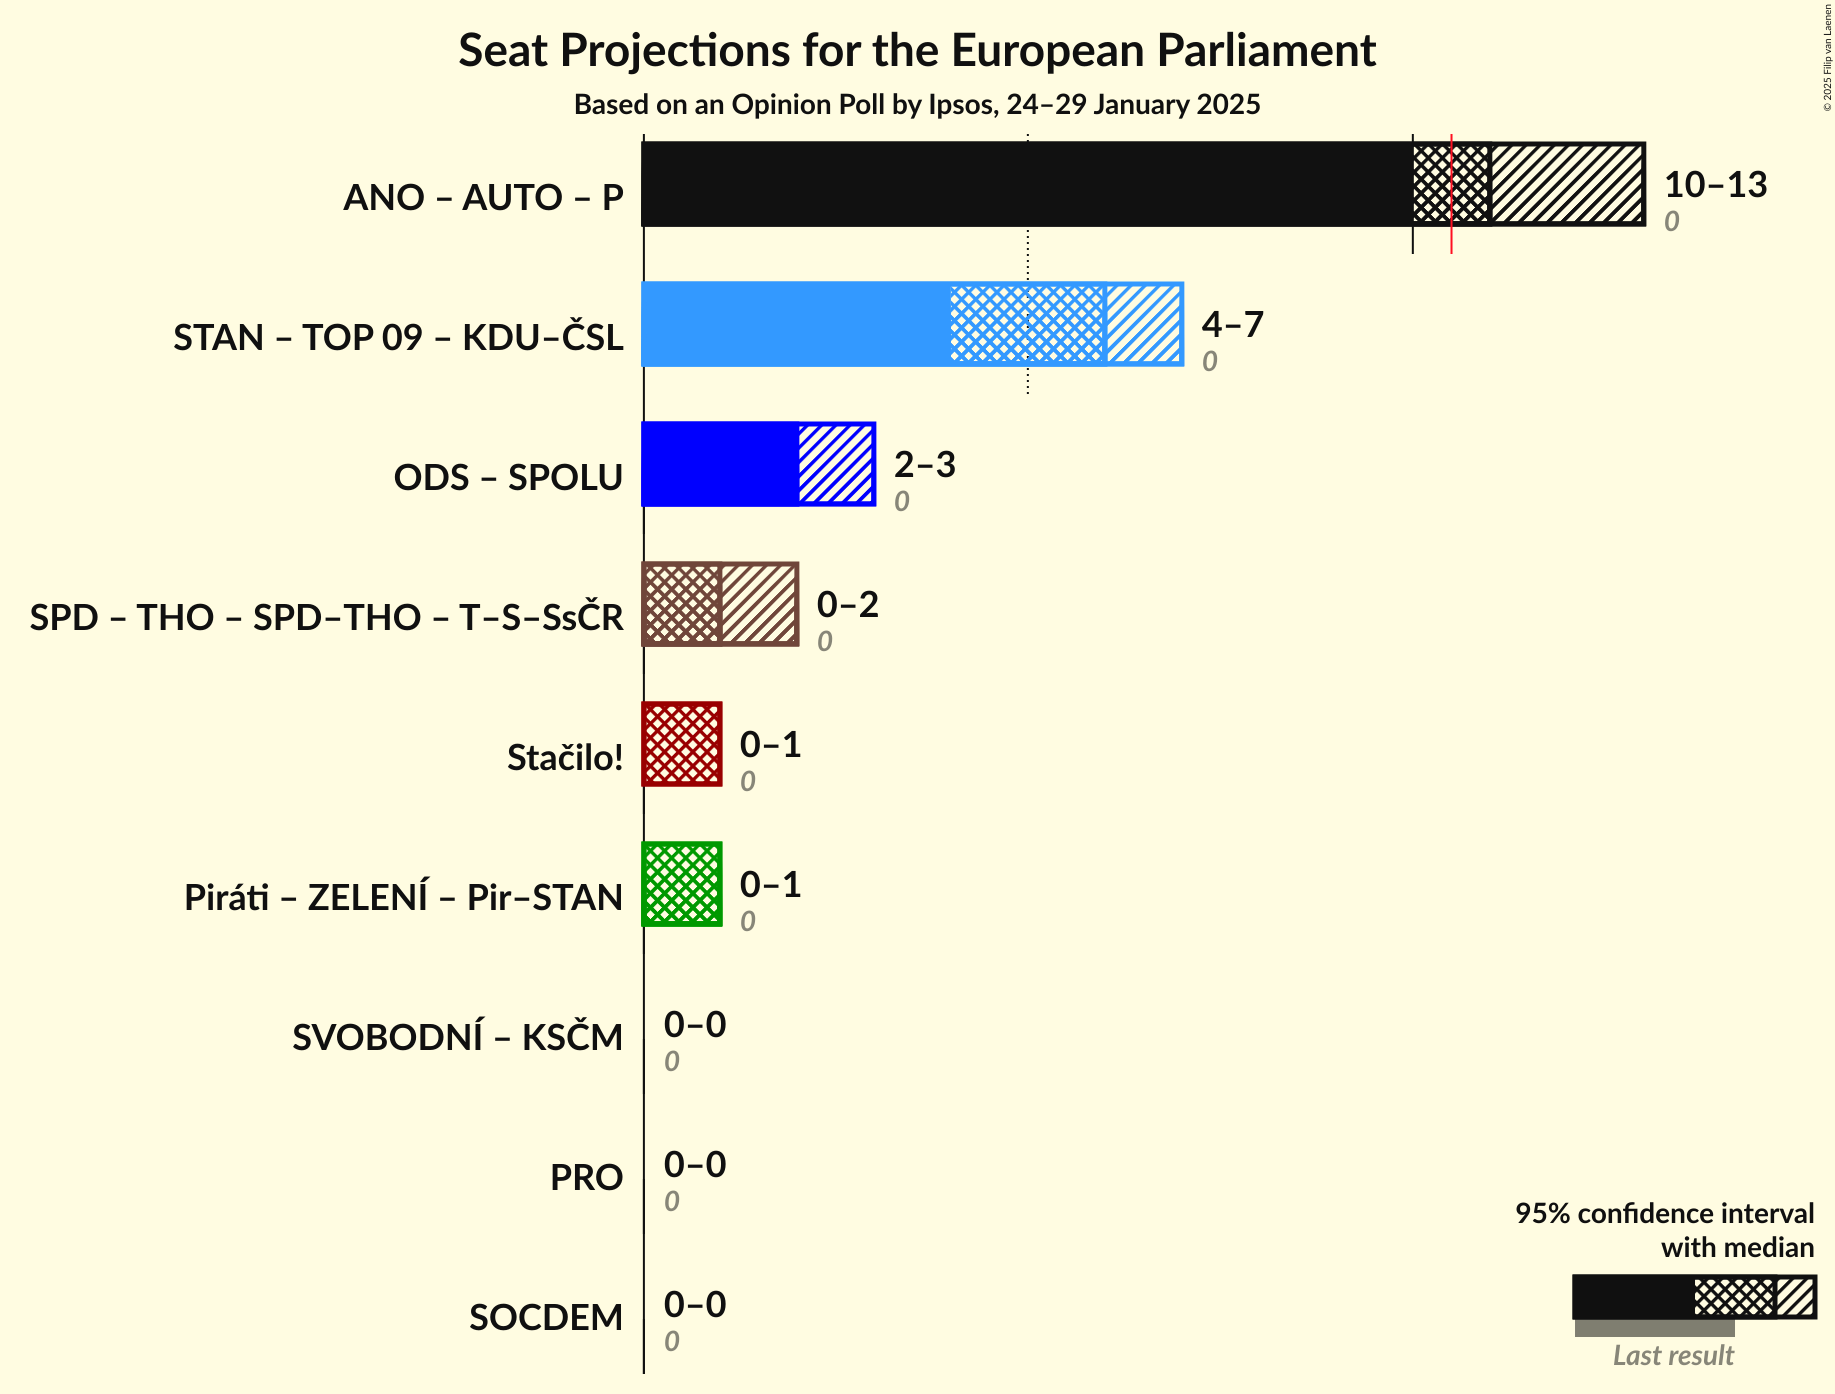 Seat Projections for the European Parliament
Based on an Opinion Poll by Ipsos, 24–29 January 2025
© 2025 Filip van Laenen
ANO – AUTO – P
10–13
0
STAN – TOP 09 – KDU–ČSL
4–7
0
ODS – SPOLU
2–3
0
SPD – THO – SPD–THO – T–S–SsČR
0–2
0
Stačilo!
0–1
0
Piráti – ZELENÍ – Pir–STAN
0–1
0
SVOBODNÍ – KSČM
0–0
0
PRO
0–0
0
SOCDEM
0–0
0
95% confidence interval
with median
Last result